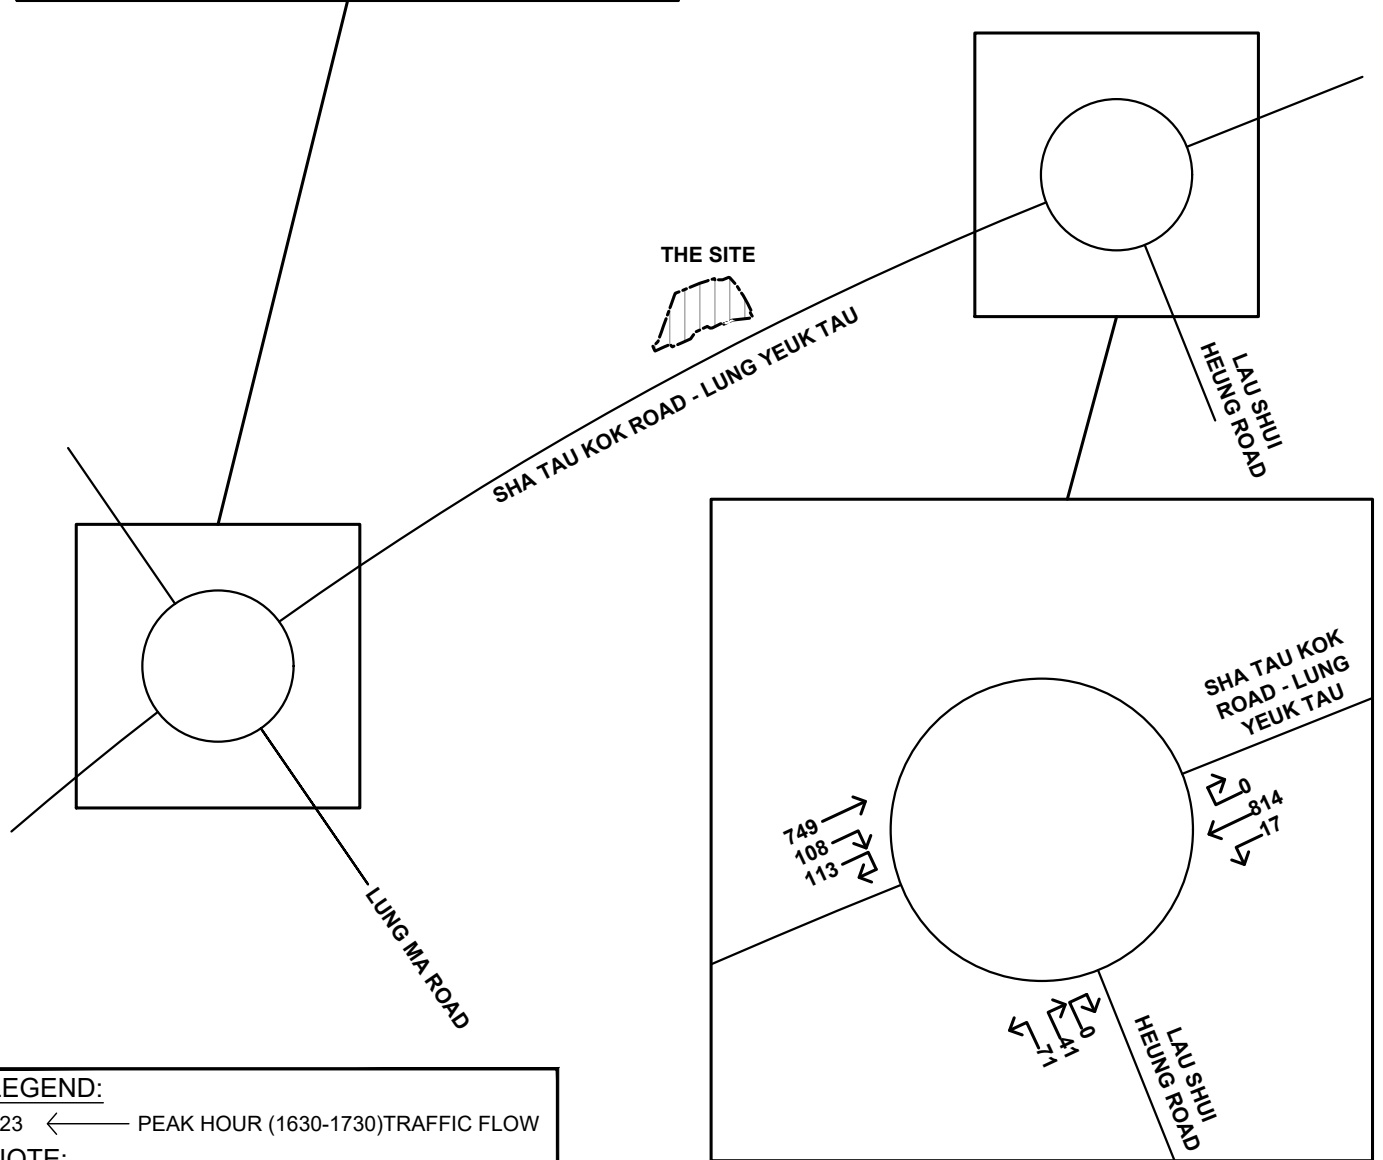 THE SITE
SHA TAU KOK ROAD - LUNG YEUK TAU
LAU SHUI
HEUNG ROAD
LUNG MA ROAD
SHA TAU KOK
ROAD - LUNG
YEUK TAU
749
108
113
0
814
17
71
41
0
LAU SHUI
HEUNG ROAD
LEGEND:
23 PEAK HOUR (1630-1730)TRAFFIC FLOW
NOTE: